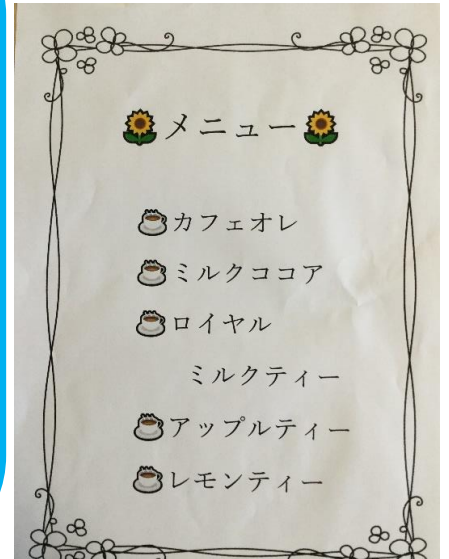 メニュー
カフェオレ
ミルクココア
ロイヤル
ミルクティー
アップルティー
レモンティー